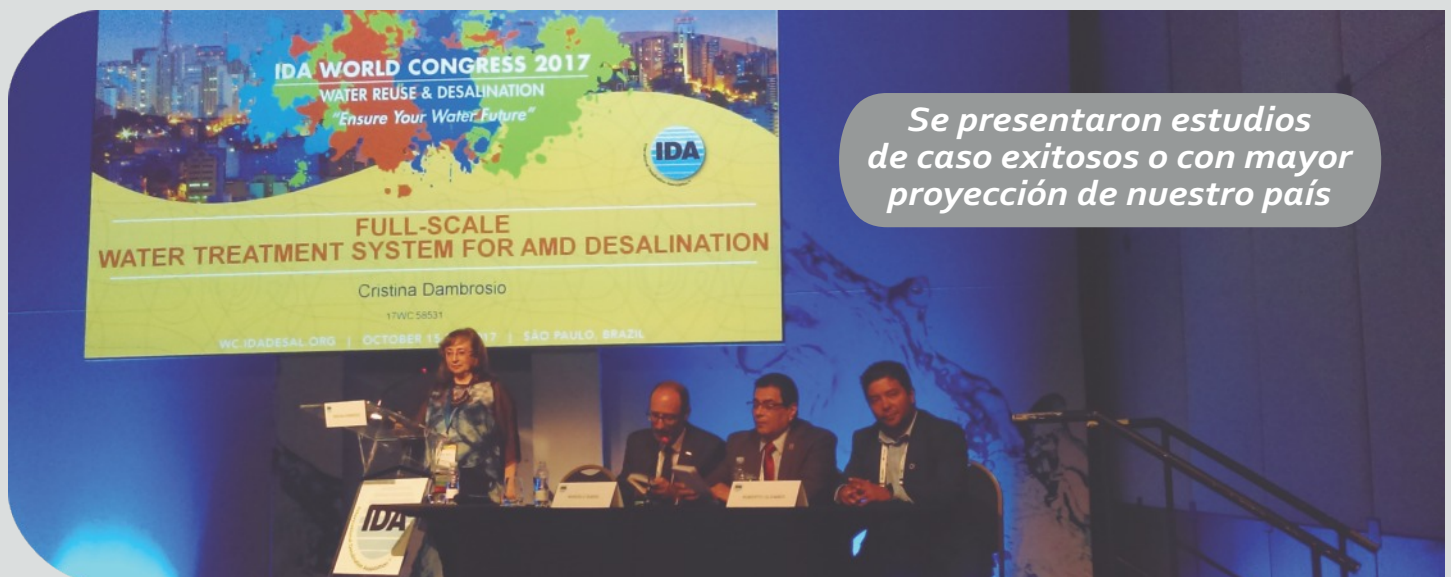 IDA WORLD CONGRESS 2017
WATER REUSE & DESALINATION
"Ensure Your Water Future"
IDA
FULL-SCALE
WATER TREATMENT SYSTEM FOR AMD DESALINATION
Cristina Dambrosio
17WC 58531
WC.IDADESAL.ORG | OCTOBER 15 17 | SÃO PAULO, BRAZIL
Se presentaron estudios
de caso exitosos o con mayor
proyección de nuestro país
IDA